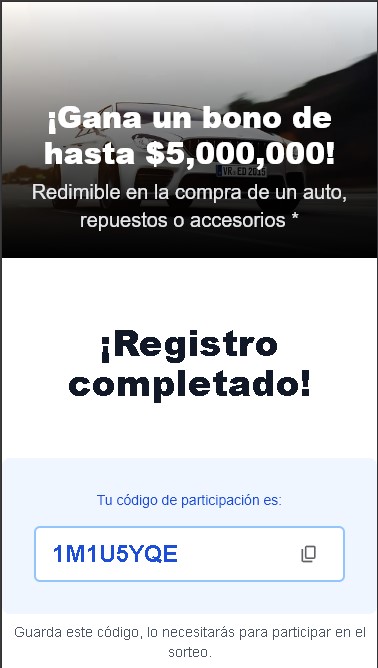 ¡Gana un bono de
hasta $5,000,000!
Redimible en la compra de un auto,
repuestos o accesorios *
¡Registro
completado!
Tu código de participación es:
1M1U5YQE
Guarda este código, lo necesitarás para participar en el
sorteo.